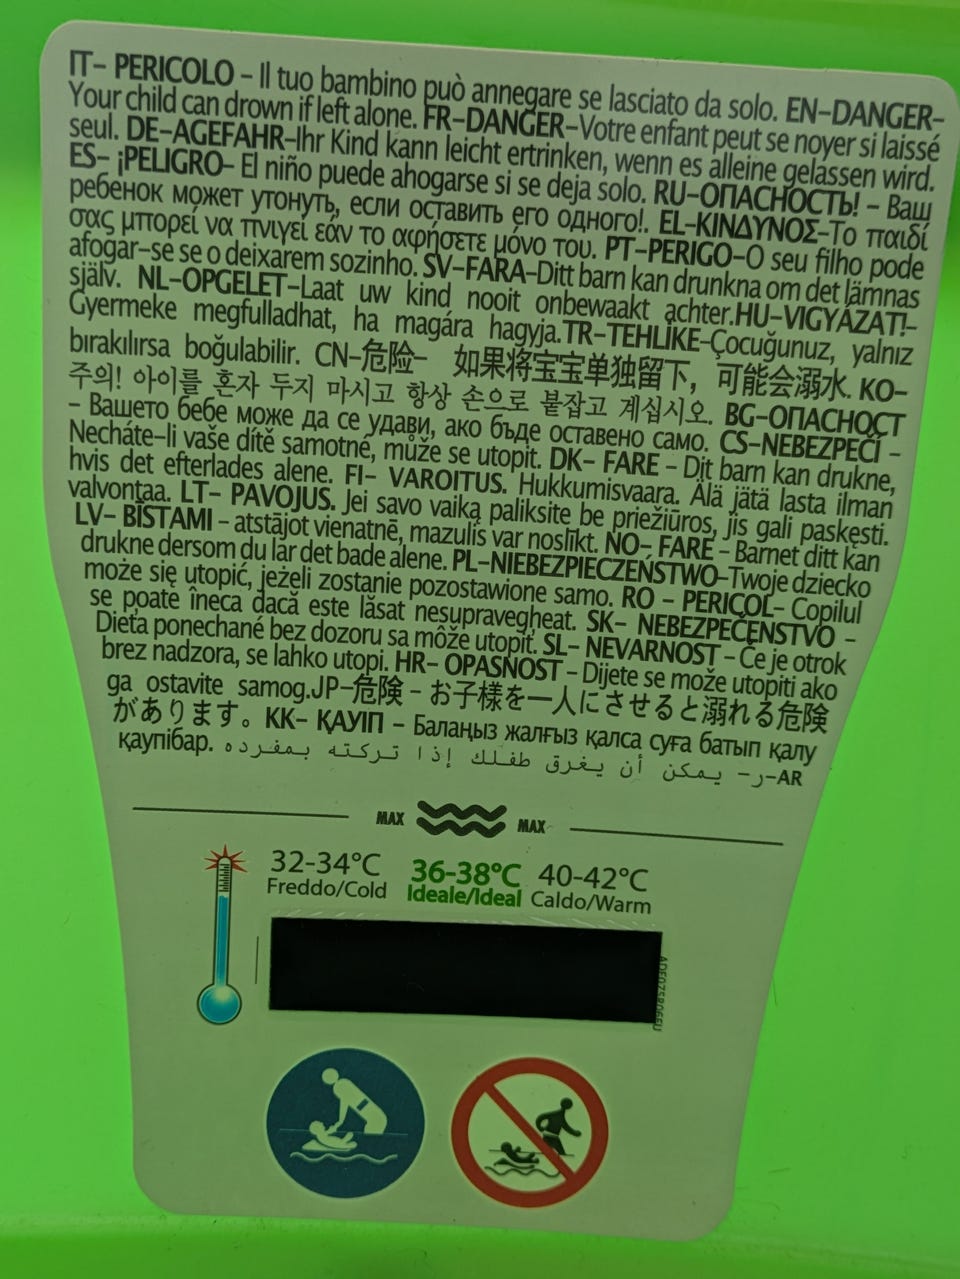 IT– PERICOLO – Il tuo bambino può annegare se lasciato da solo. EN–DANGER–
Your child can drown if left alone. FR–DANGER–Votre enfant peut se noyer si laissé
seul. DE–AGEFAHR–Ihr Kind kann leicht ertrinken, wenn es alleine gelassen wird.
ES– ¡PELIGRO– El niño puede ahogarse si se deja solo. RU–ОПАСНОСТЬ! – Ваш
ребенок может утонуть, если оставить его одного!. EL–ΚΙΝΔΥΝΟΣ–Το παιδί
σας μπορεί να πνιγεί εάν το αφήσετε μόνο του. PT–PERIGO–O seu filho pode
afogar–se se o deixarem sozinho. SV–FARA–Ditt barn kan drunkna om det lämnas
själv. NL–OPGELET–Laat uw kind nooit onbewaakt achter.HU–VIGYÁZAT!–
Gyermeke megfulladhat, ha magára hagyja.TR–TEHLİKE–Çocuğunuz, yalnız
bırakılırsa boğulabilir. CN–危险– 如果将宝宝单独留下，可能会溺水. KO–
주의! 아이를 혼자 두지 마시고 항상 손으로 붙잡고 계십시오. BG–ОПАСНОСТ
– Вашето бебе може да се удави, ако бъде оставено само. CS–NEBEZPEČÍ –
Necháte–li vaše dítě samotné, může se utopit. DK– FARE – Dit barn kan drukne,
hvis det efterlades alene. FI– VAROITUS. Hukkumisvaara. Älä jätä lasta ilman
valvontaa. LT– PAVOJUS. Jei savo vaiką paliksite be priežiūros, jis gali paskęsti.
LV– BĪSTAMI – atstājot vienatnē, mazulis var noslīkt. NO– FARE – Barnet ditt kan
drukne dersom du lar det bade alene. PL–NIEBEZPIECZEŃSTWO–Twoje dziecko
może się utopić, jeżeli zostanie pozostawione samo. RO – PERICOL– Copilul
se poate îneca dacă este lăsat nesupravegheat. SK– NEBEZPEČENSTVO –
Dieťa ponechané bez dozoru sa môže utopiť. SL– NEVARNOST – Če je otrok
brez nadzora, se lahko utopi. HR– OPASNOST – Dijete se može utopiti ako
ga ostavite samog.JP–危険 – お子様を一人にさせると溺れる危険
があります。KK– ҚАУІП – Балаңыз жалғыз қалса суға батып қалу
қаупібар. AR–ر– يمكن أن يغرق طفلك إذا تركته بمفرده
MAX MAX
32-34°C 36-38°C 40-42°C
Freddo/Cold Ideale/Ideal Caldo/Warm